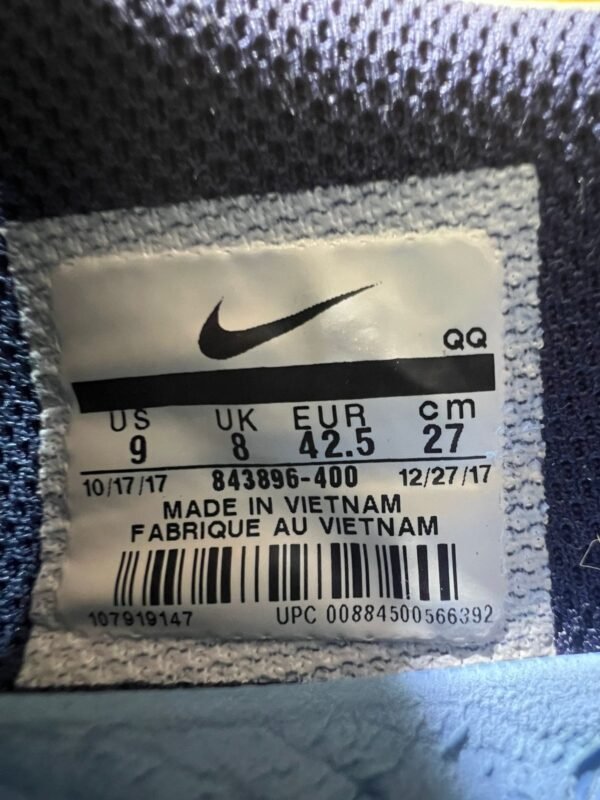 QQ
US UK EUR cm
9 8 42.5 27
10/17/17 843896-400 12/27/17
MADE IN VIETNAM
FABRIQUE AU VIETNAM
107919147 UPC 00884500566392